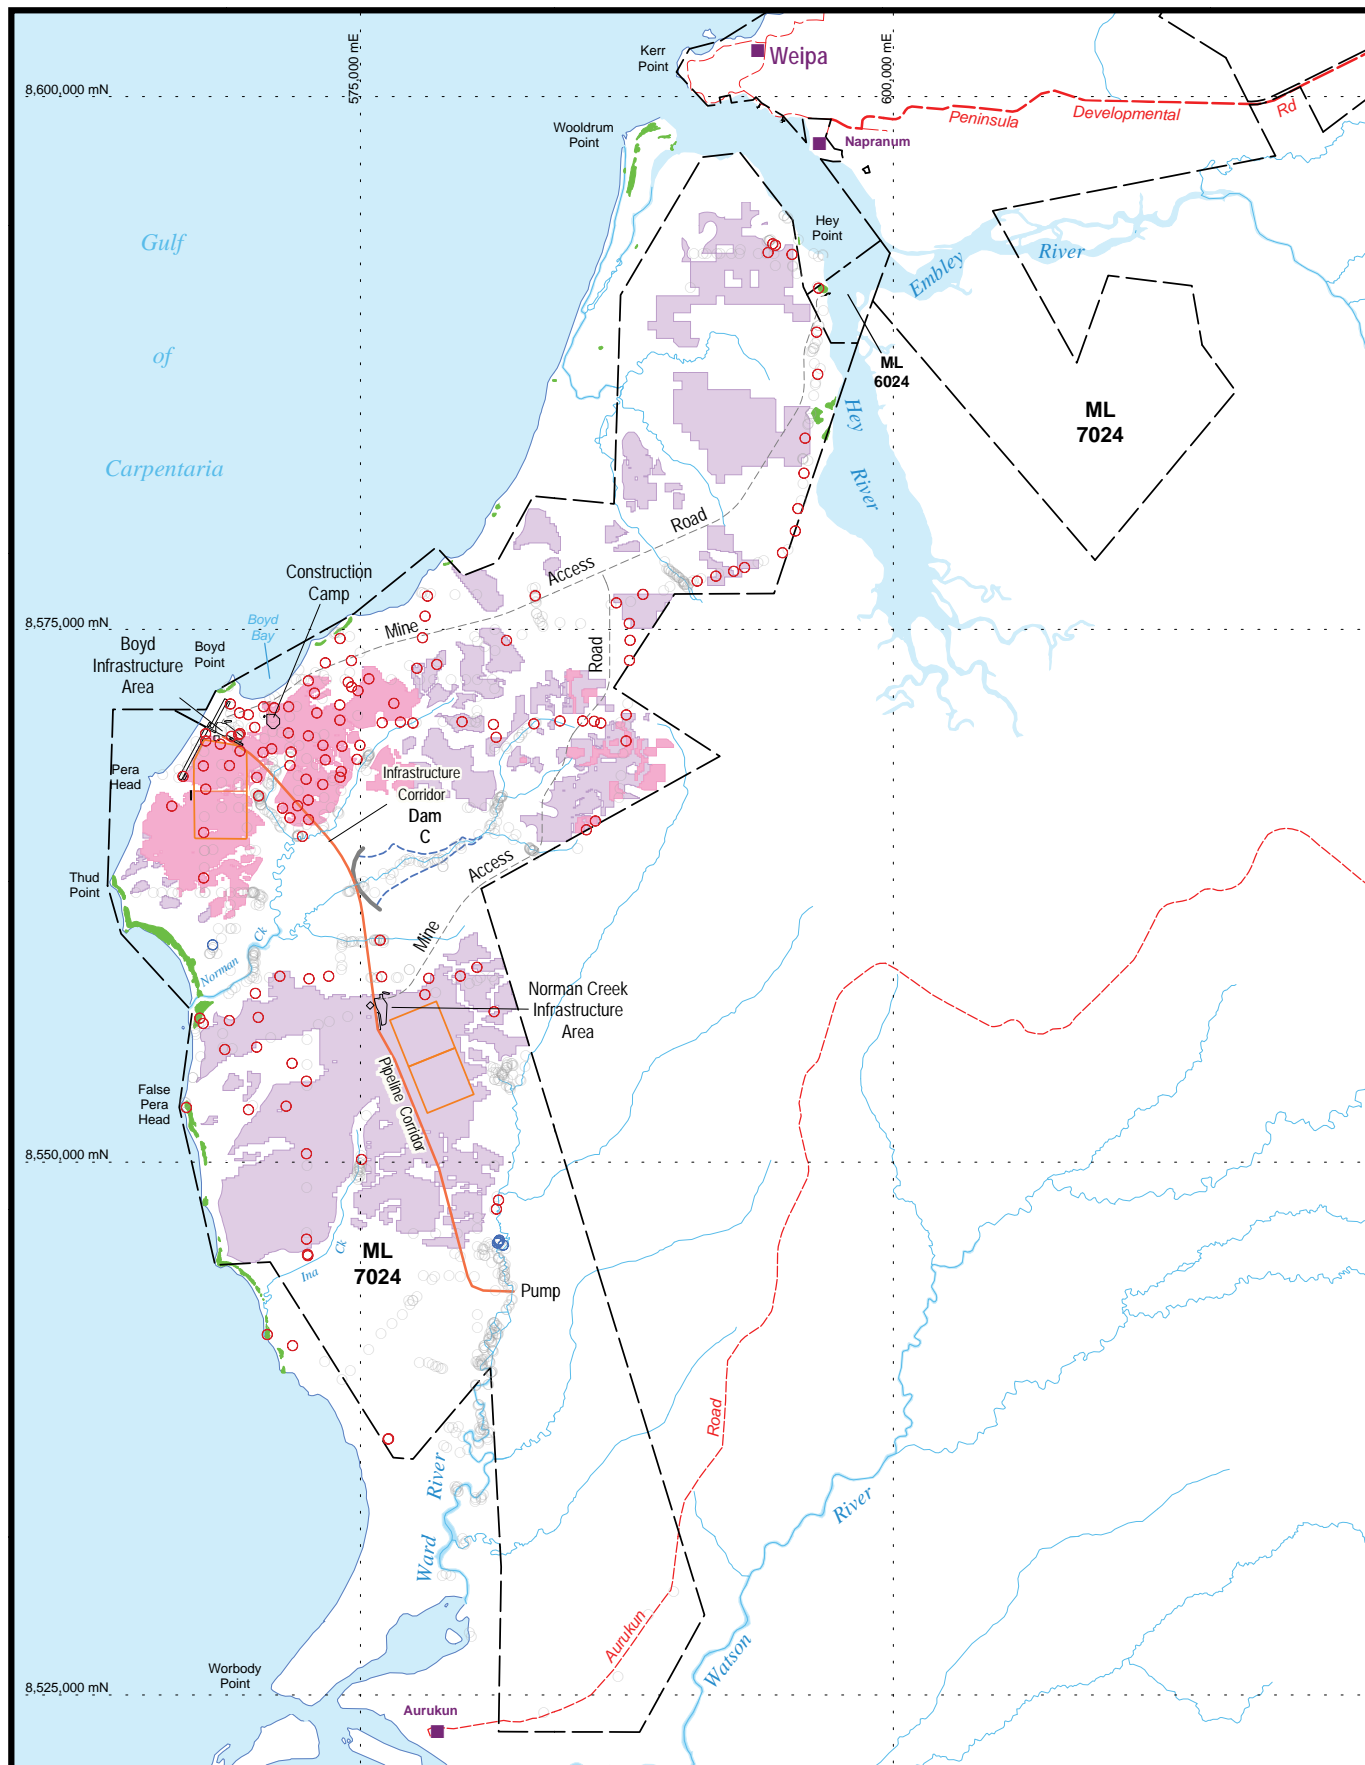 575,000 mE
600,000 mE
Kerr
Point
Weipa
8,600,000 mN
Peninsula
Developmental
Rd
Wooldrum
Point
Napranum
Gulf
of
Carpentaria
Hey
Point
Embley
River
ML
6024
ML
7024
Hey
River
Road
Access
Mine
Construction
Camp
Boyd
Bay
8,575,000 mN
Boyd
Infrastructure
Area
Boyd
Point
Road
Pera
Head
Infrastructure
Corridor
Dam
C
Access
Mine
Thud
Point
Norman
Ck
Norman Creek
Infrastructure
Area
Pipeline Corridor
False
Pera
Head
8,550,000 mN
Ina
Ck
ML
7024
Pump
Ward
River
Road
Aurukun
River
Watson
Worbody
Point
8,525,000 mN
Aurukun